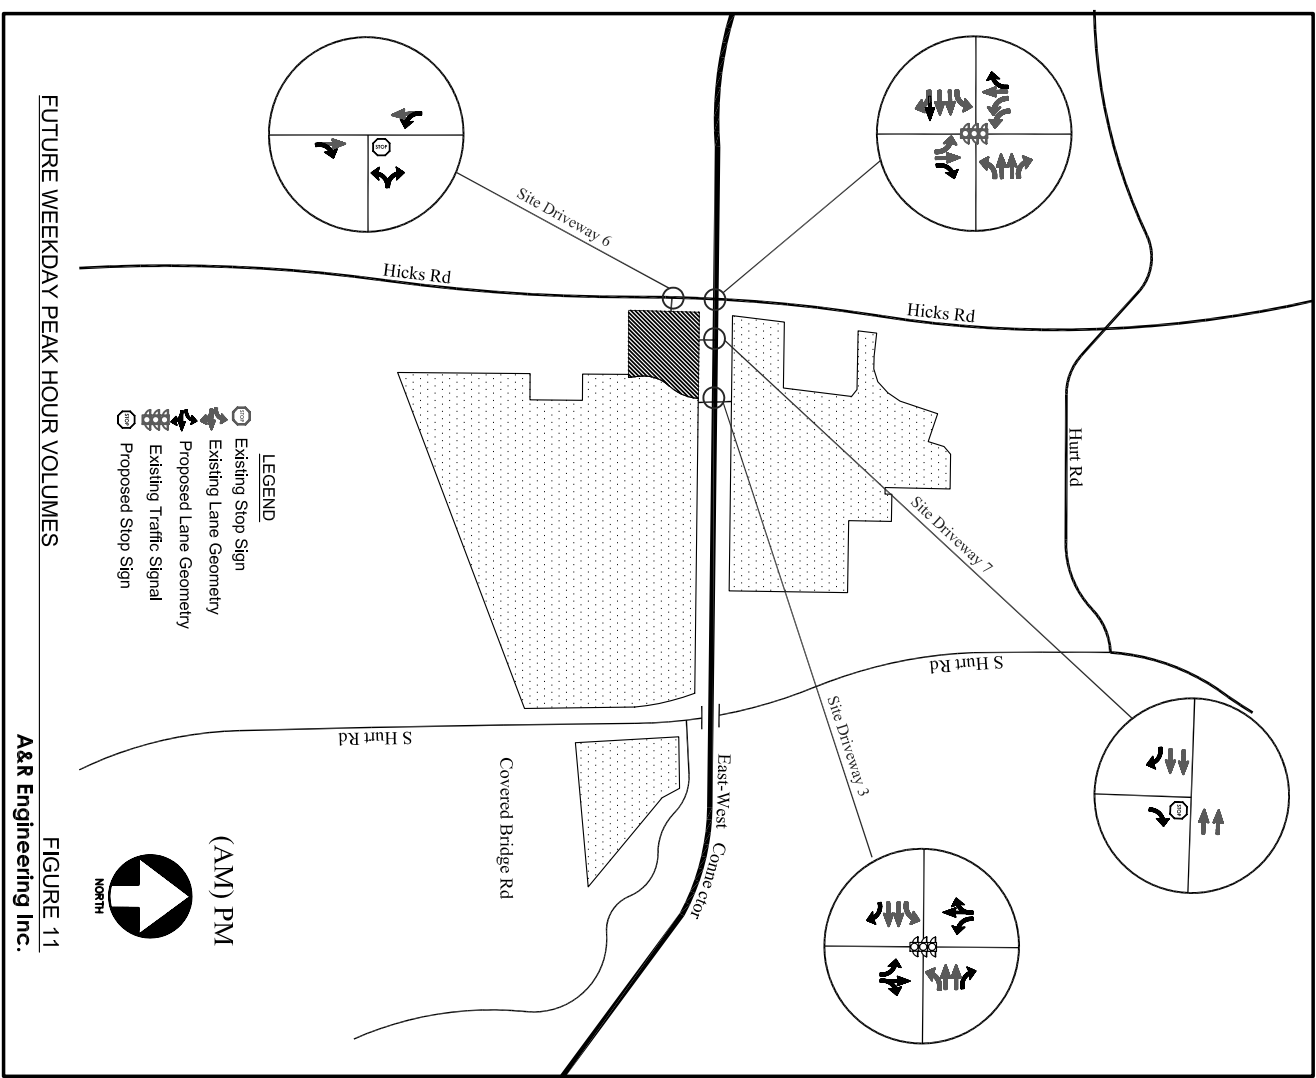 Site Driveway 6
Hicks Rd
Hicks Rd
Hurt Rd
Site Driveway 7
S Hurt Rd
Site Driveway 3
S Hurt Rd
East-West Connector
Covered Bridge Rd
STOP
STOP
LEGEND
STOP
Existing Stop Sign
Existing Lane Geometry
Proposed Lane Geometry
Existing Traffic Signal
STOP
Proposed Stop Sign
(AM) PM
NORTH
FUTURE WEEKDAY PEAK HOUR VOLUMES
FIGURE 11
A&R Engineering Inc.